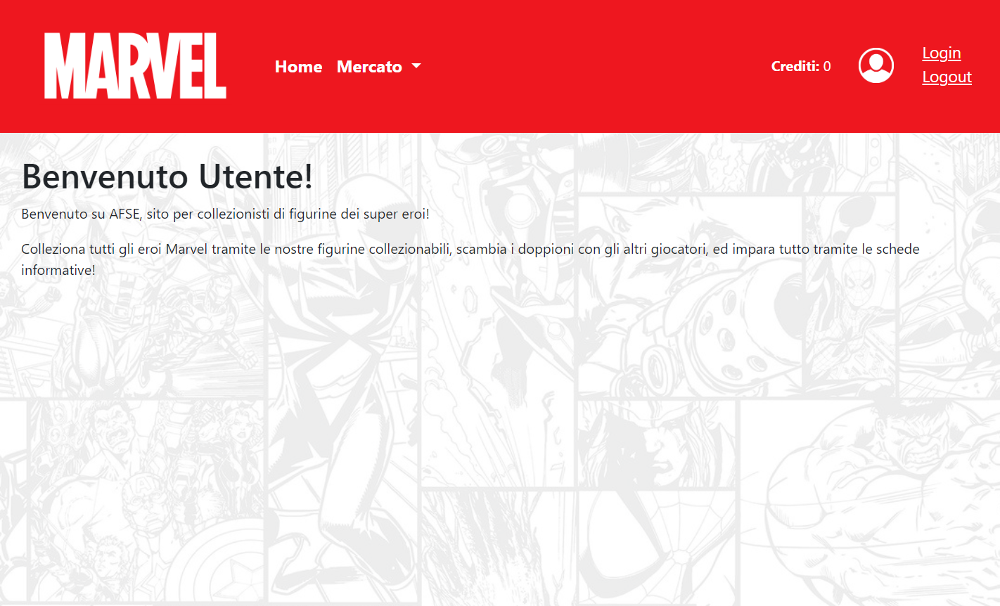 MARVEL
Home Mercato
Crediti: 0
Login
Logout
Benvenuto Utente!
Benvenuto su AFSE, sito per collezionisti di figurine dei super eroi!
Colleziona tutti gli eroi Marvel tramite le nostre figurine collezionabili, scambia i doppioni con gli altri giocatori, ed impara tutto tramite le schede
informative!